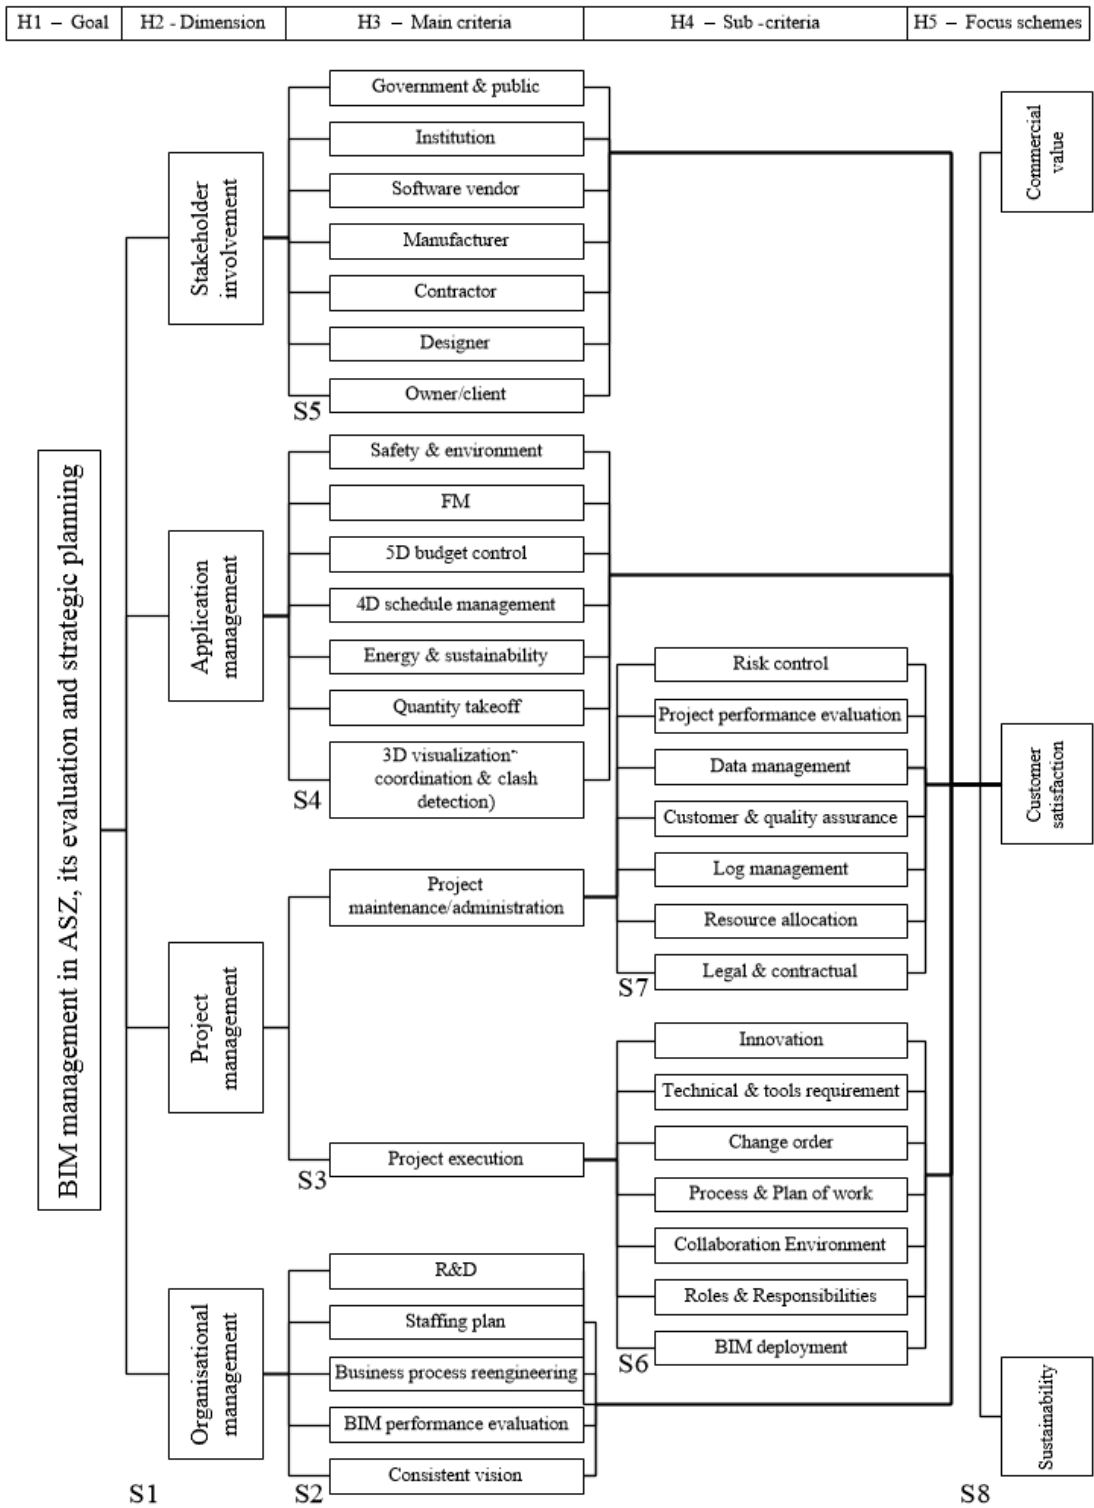 H1 – Goal
H2 - Dimension
H3 – Main criteria
H4 – Sub -criteria
H5 – Focus schemes
BIM management in ASZ, its evaluation and strategic planning
S1
Stakeholder
involvement
Application
management
Project
management
Organisational
management
Government & public
Institution
Software vendor
Manufacturer
Contractor
Designer
Owner/client
S5
Safety & environment
FM
5D budget control
4D schedule management
Energy & sustainability
Quantity takeoff
3D visualization~
coordination & clash
detection)
S4
Project
maintenance/administration
Project execution
S3
R&D
Staffing plan
Business process reengineering
BIM performance evaluation
Consistent vision
S2
Risk control
Project performance evaluation
Data management
Customer & quality assurance
Log management
Resource allocation
Legal & contractual
S7
Innovation
Technical & tools requirement
Change order
Process & Plan of work
Collaboration Environment
Roles & Responsibilities
BIM deployment
S6
Commercial
value
Customer
satisfaction
Sustainability
S8